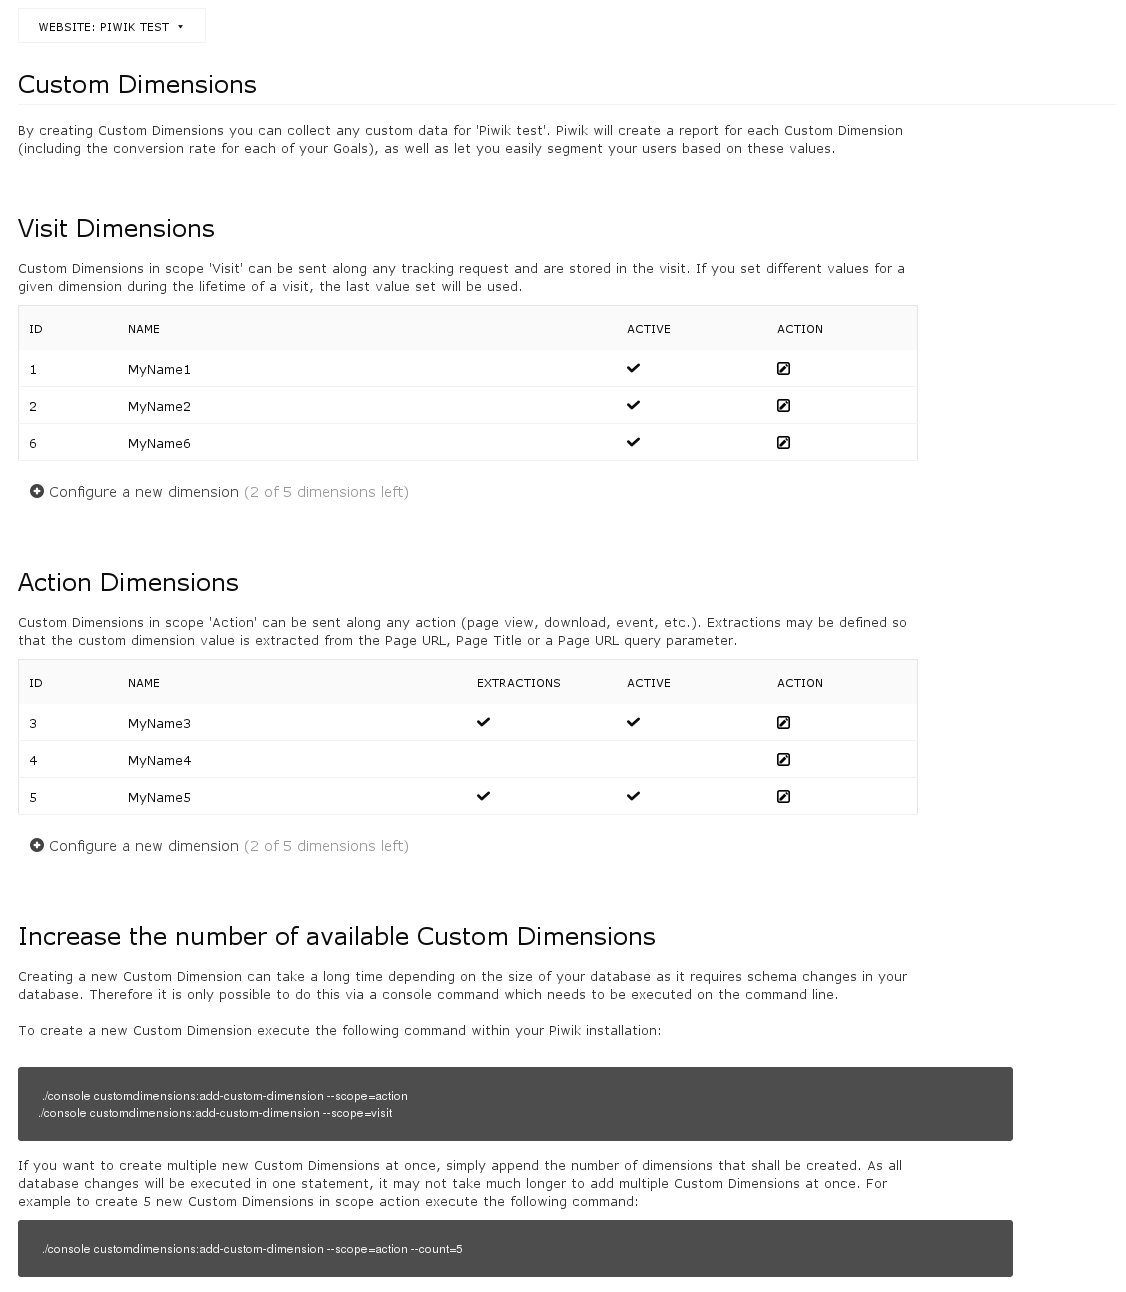 WEBSITE: PIWIK TEST
Custom Dimensions
By creating Custom Dimensions you can collect any custom data for 'Piwik test'. Piwik will create a report for each Custom Dimension
(including the conversion rate for each of your Goals), as well as let you easily segment your users based on these values.
Visit Dimensions
Custom Dimensions in scope 'Visit' can be sent along any tracking request and are stored in the visit. If you set different values for a
given dimension during the lifetime of a visit, the last value set will be used.
ID NAME ACTIVE ACTION
1 MyName1
2 MyName2
6 MyName6
Configure a new dimension (2 of 5 dimensions left)
Action Dimensions
Custom Dimensions in scope 'Action' can be sent along any action (page view, download, event, etc.). Extractions may be defined so
that the custom dimension value is extracted from the Page URL, Page Title or a Page URL query parameter.
ID NAME EXTRACTIONS ACTIVE ACTION
3 MyName3
4 MyName4
5 MyName5
Configure a new dimension (2 of 5 dimensions left)
Increase the number of available Custom Dimensions
Creating a new Custom Dimension can take a long time depending on the size of your database as it requires schema changes in your
database. Therefore it is only possible to do this via a console command which needs to be executed on the command line.
To create a new Custom Dimension execute the following command within your Piwik installation:
./console customdimensions:add-custom-dimension --scope=action
./console customdimensions:add-custom-dimension --scope=visit
If you want to create multiple new Custom Dimensions at once, simply append the number of dimensions that shall be created. As all
database changes will be executed in one statement, it may not take much longer to add multiple Custom Dimensions at once. For
example to create 5 new Custom Dimensions in scope action execute the following command:
./console customdimensions:add-custom-dimension --scope=action --count=5